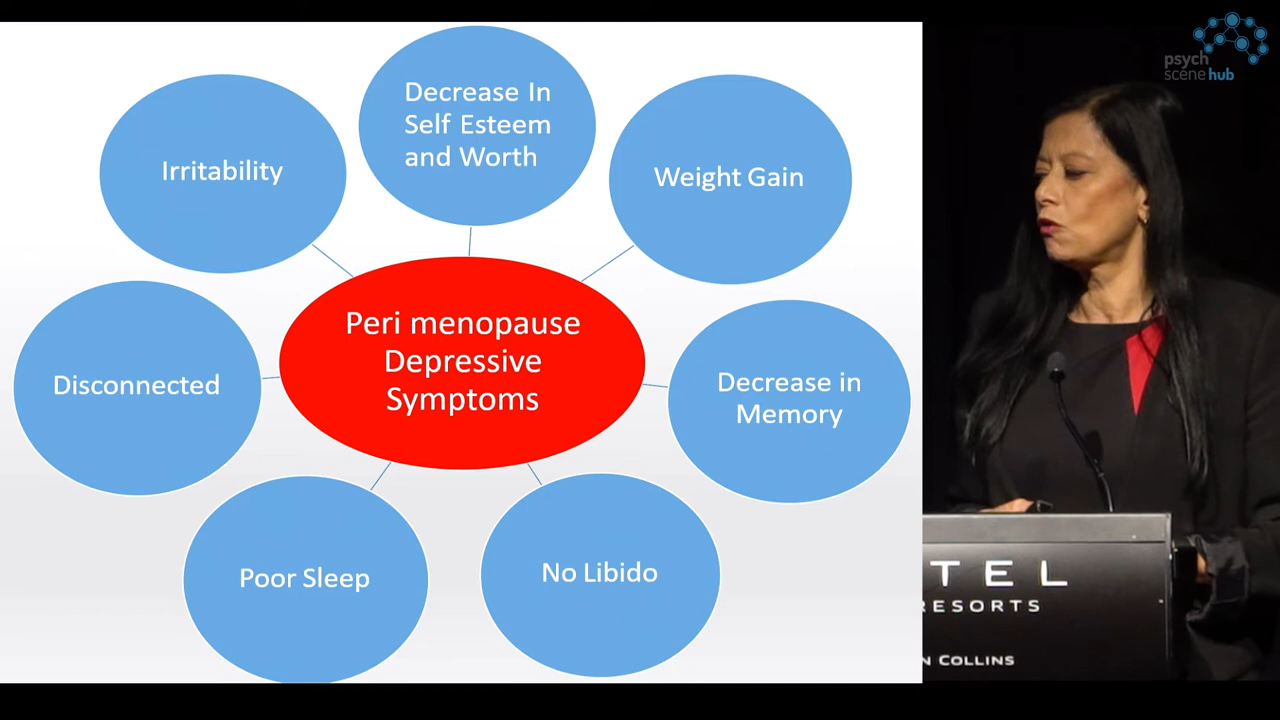 Decrease In
Self Esteem
and Worth
Irritability
Weight Gain
Peri menopause
Depressive
Symptoms
Disconnected
Decrease in
Memory
Poor Sleep
No Libido
psych
scene hub
TEL
RESORTS
N COLLINS